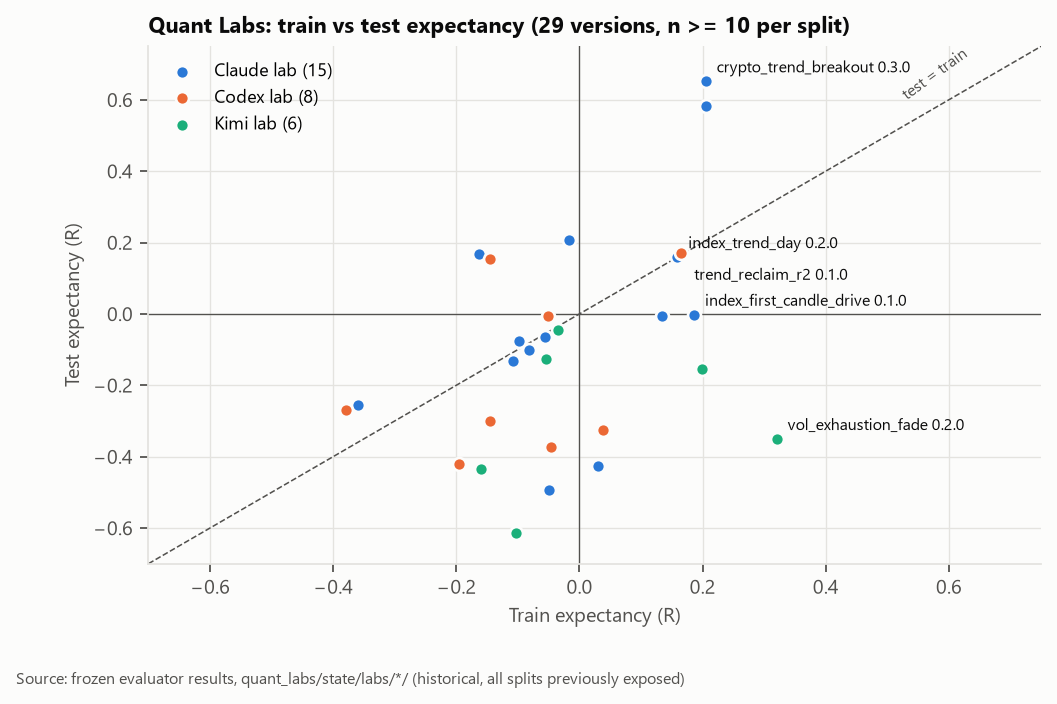 Quant Labs: train vs test expectancy (29 versions, n >= 10 per split)
Claude lab (15)
Codex lab (8)
Kimi lab (6)
crypto_trend_breakout 0.3.0
test = train
index_trend_day 0.2.0
trend_reclaim_r2 0.1.0
index_first_candle_drive 0.1.0
vol_exhaustion_fade 0.2.0
Test expectancy (R)
0.6
0.4
0.2
0.0
−0.2
−0.4
−0.6
−0.6 −0.4 −0.2 0.0 0.2 0.4 0.6
Train expectancy (R)
Source: frozen evaluator results, quant_labs/state/labs/*/ (historical, all splits previously exposed)